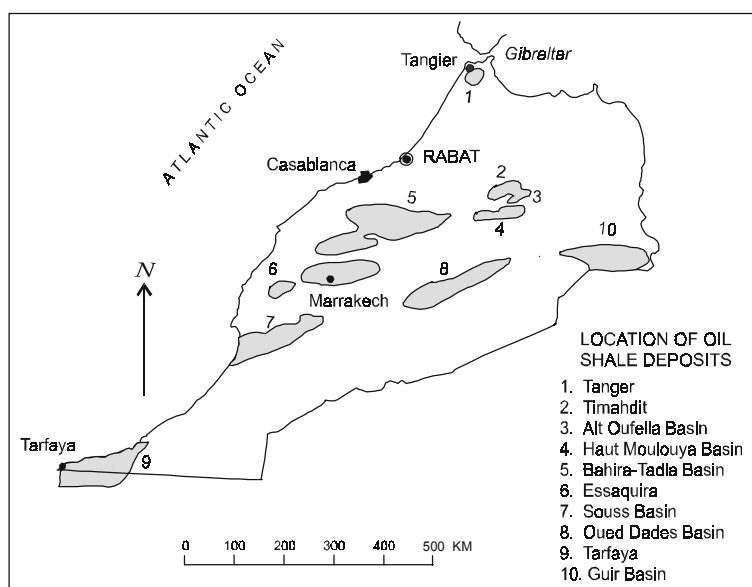 Gibraltar
Tangier
1
ATLANTIC OCEAN
RABAT
Casablanca
2
3
4
5
10
6
8
N
Marrakech
7
LOCATION OF OIL
SHALE DEPOSITS
1. Tanger
2. Timahdit
3. Alt Oufella Basin
4. Haut Moulouya Basin
5. Bahira-Tadla Basin
6. Essaquira
7. Souss Basin
8. Oued Dades Basin
9. Tarfaya
10. Guir Basin
Tarfaya
9
0 100 200 300 400 500 KM